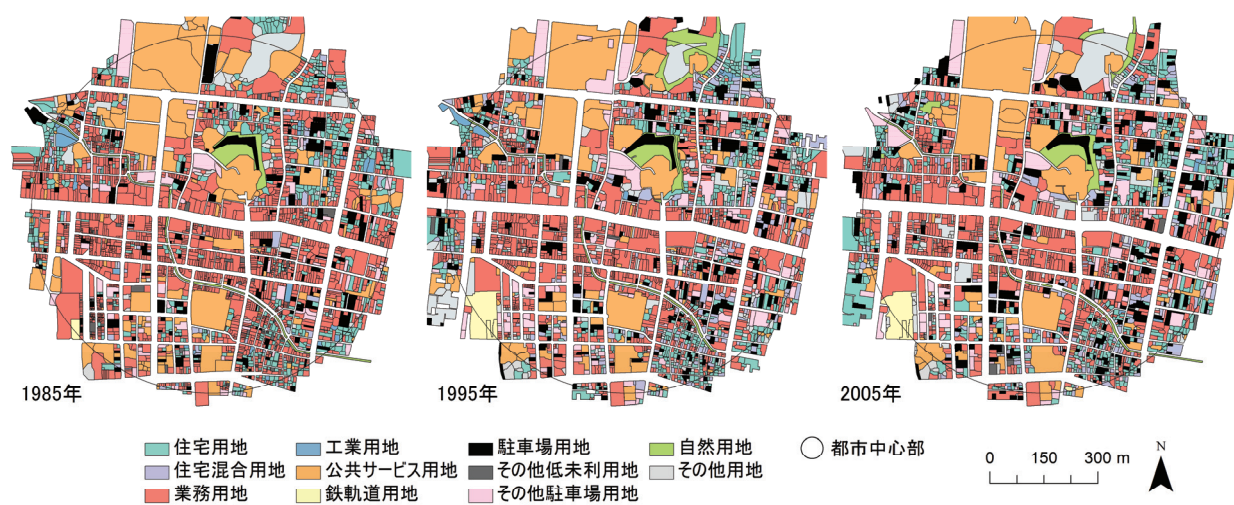 1985年
1995年
2005年
住宅用地
工業用地
駐車場用地
自然用地
都市中心部
住宅混合用地
公共サービス用地
その他低未利用地
その他用地
業務用地
鉄軌道用地
その他駐車場用地
0 150 300 m
N